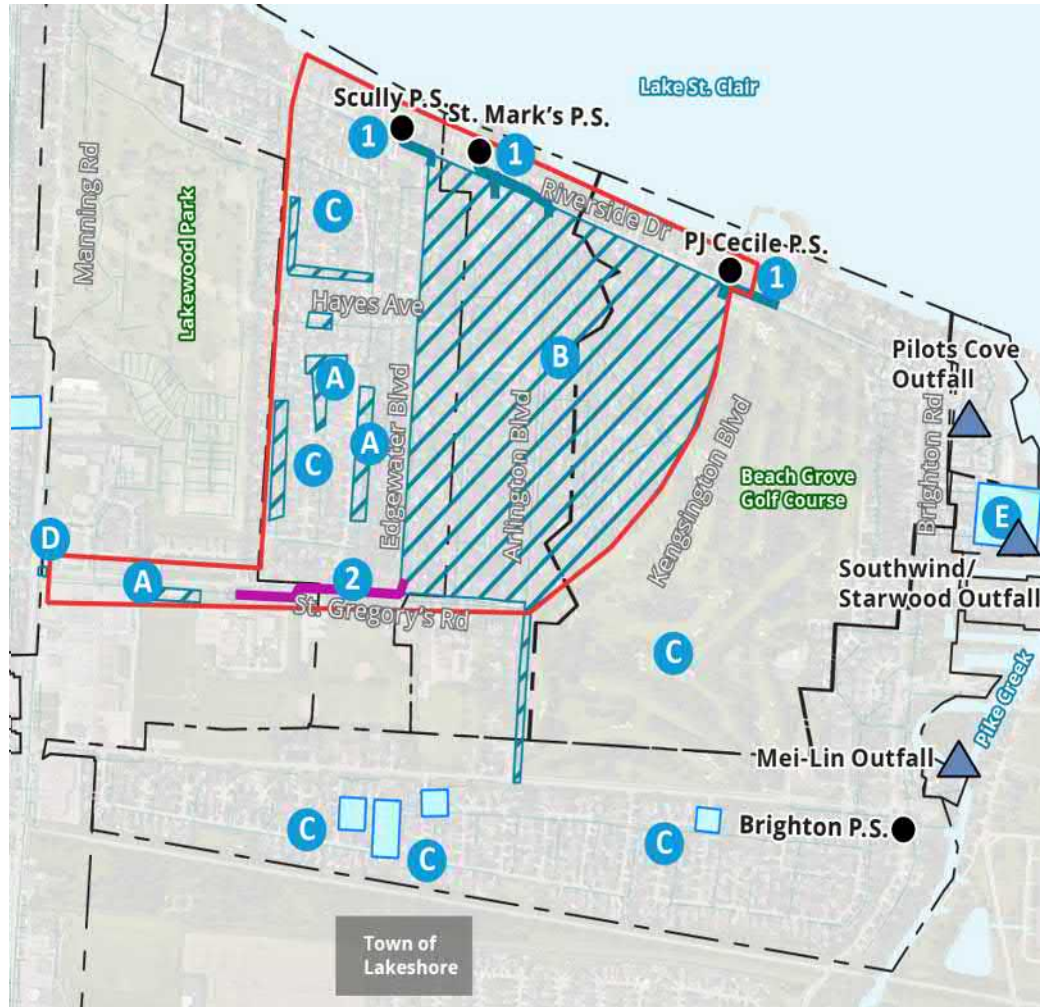 Lake St. Clair
Scully P.S.
St. Mark's P.S.
1
1
Manning Rd
Lakewood Park
C
Riverside Dr
PJ Cecile P.S.
1
Hayes Ave
B
A
Pilots Cove
Outfall
Edgewater Blvd
Arlington Blvd
Kengsington Blvd
Brighton Rd
A
C
Beach Grove
Golf Course
E
D
A
2
St. Gregory's Rd
Southwind/
Starwood Outfall
C
Pike Creek
Mei-Lin Outfall
C
C
C
Brighton P.S.
Town of
Lakeshore